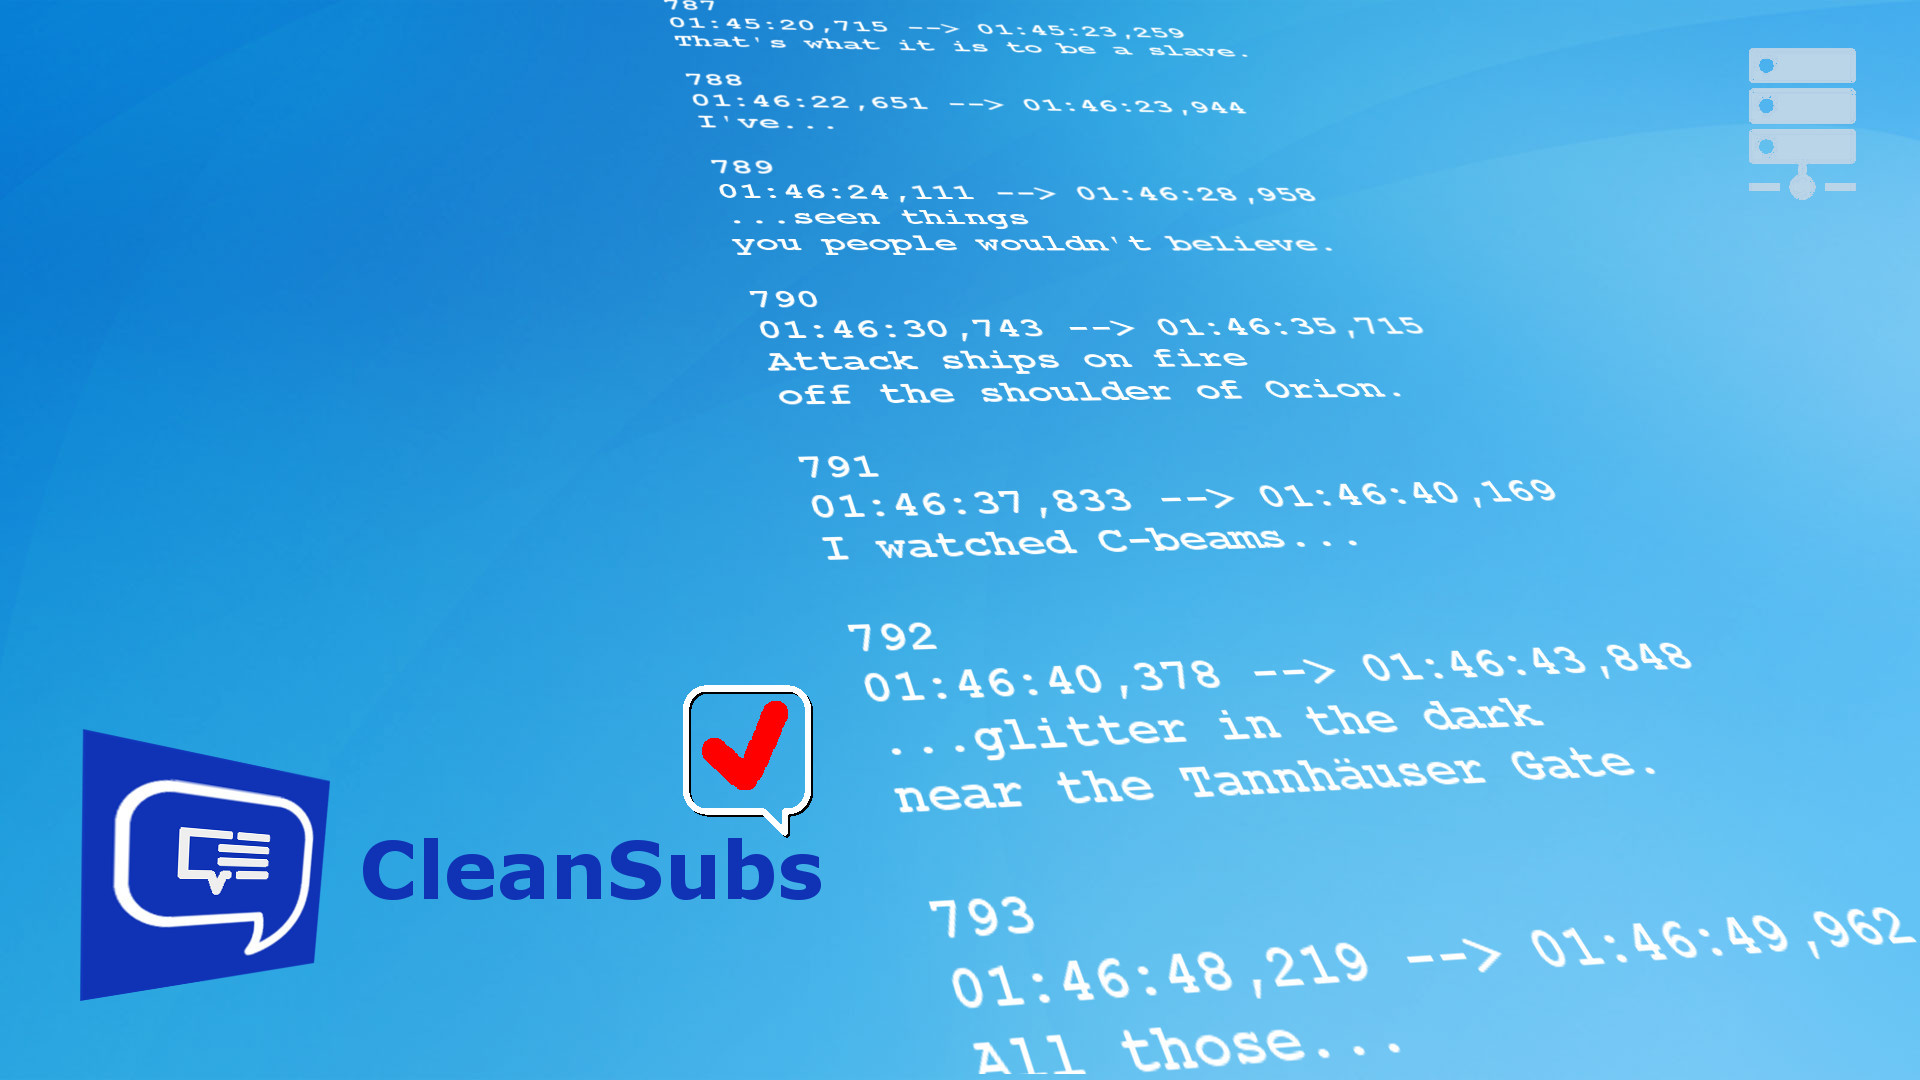 787
01:45:20,715 --> 01:45:23,259
That's what it is to be a slave.
788
01:46:22,651 --> 01:46:23,944
I've...
789
01:46:24,111 --> 01:46:28,958
...seen things
you people wouldn't believe.
790
01:46:30,743 --> 01:46:35,715
Attack ships on fire
off the shoulder of Orion.
791
01:46:37,833 --> 01:46:40,169
I watched C-beams...
792
01:46:40,378 --> 01:46:43,848
...glitter in the dark
near the Tannhäuser Gate.
793
01:46:48,219 --> 01:46:49,962
All those...
CleanSubs